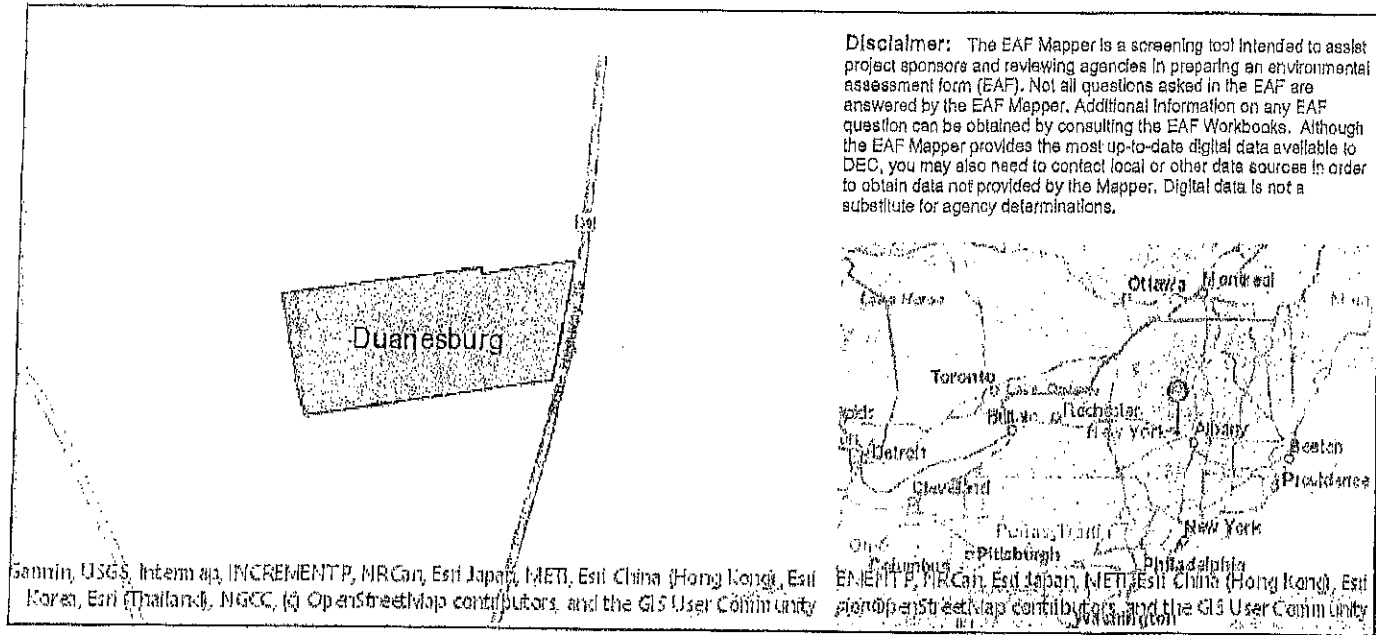 Disclaimer: The EAF Mapper is a screening tool intended to assist
project sponsors and reviewing agencies in preparing an environmental
assessment form (EAF). Not all questions asked in the EAF are
answered by the EAF Mapper. Additional information on any EAF
question can be obtained by consulting the EAF Workbooks. Although
the EAF Mapper provides the most up-to-date digital data available to
DEC, you may also need to contact local or other data sources in order
to obtain data not provided by the Mapper. Digital data is not a
substitute for agency determinations.
Duanesburg
Ottawa
Montreal
Lake Huron
Toronto
Rochester
New York
Albany
Detroit
Boston
Providence
Cleveland
New York
Pittsburgh
Columbus
Philadelphia
Washington
Garmin, USGS, Intermap, INCREMENT P, NRCan, Esri Japan, METI, Esri China (Hong Kong), Esri
Korea, Esri (Thailand), NGCC, (c) OpenStreetMap contributors, and the GIS User Community
NRCan, Esri Japan, METI, Esri China (Hong Kong), Esri
OpenStreetMap contributors, and the GIS User Community